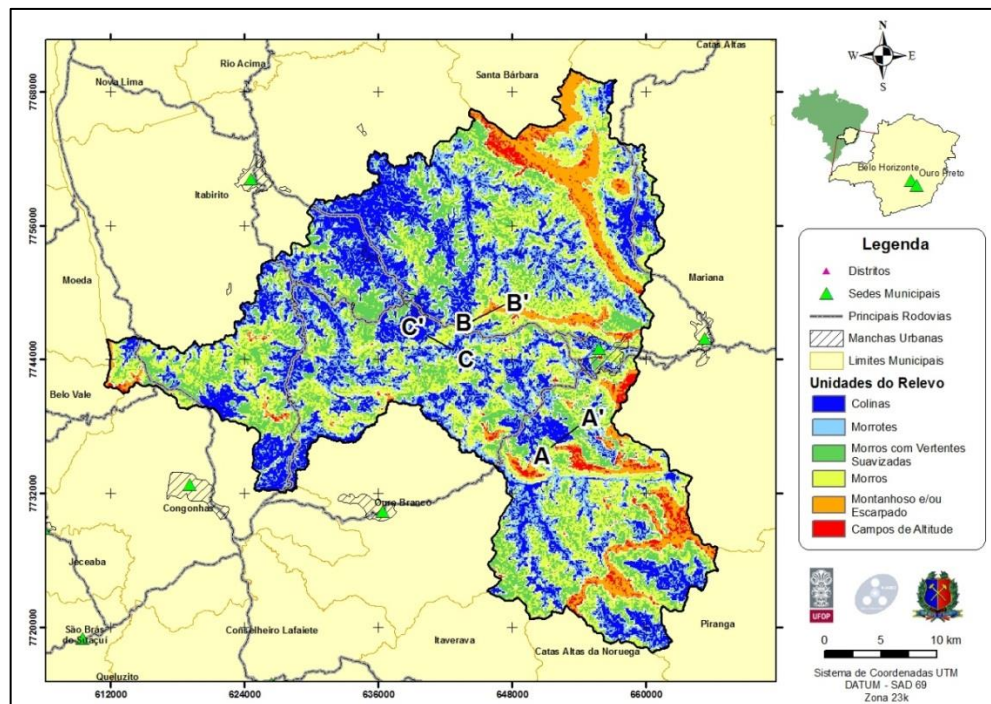 Catas Altas
Rio Acima
Nova Lima
Santa Bárbara
Itabirito
Moeda
Mariana
Belo Vale
Congonhas
Ouro Branco
Jeceaba
Piranga
Conselheiro Lafaiete
Itaverava
Catas Altas da Noruega
Queluzito
B'
B
C'
C
A'
A
7768000
7756000
7744000
7732000
7720000
612000
624000
636000
648000
660000
N
W
E
S
Belo Horizonte
Ouro Preto
Legenda
Distritos
Sedes Municipais
Principais Rodovias
Manchas Urbanas
Limites Municipais
Unidades do Relevo
Colinas
Morrotes
Morros com Vertentes
Suavizadas
Morros
Montanhoso e/ou
Escarpado
Campos de Altitude
UFOP
0 5 10 km
Sistema de Coordenadas UTM
DATUM - SAD 69
Zona 23k